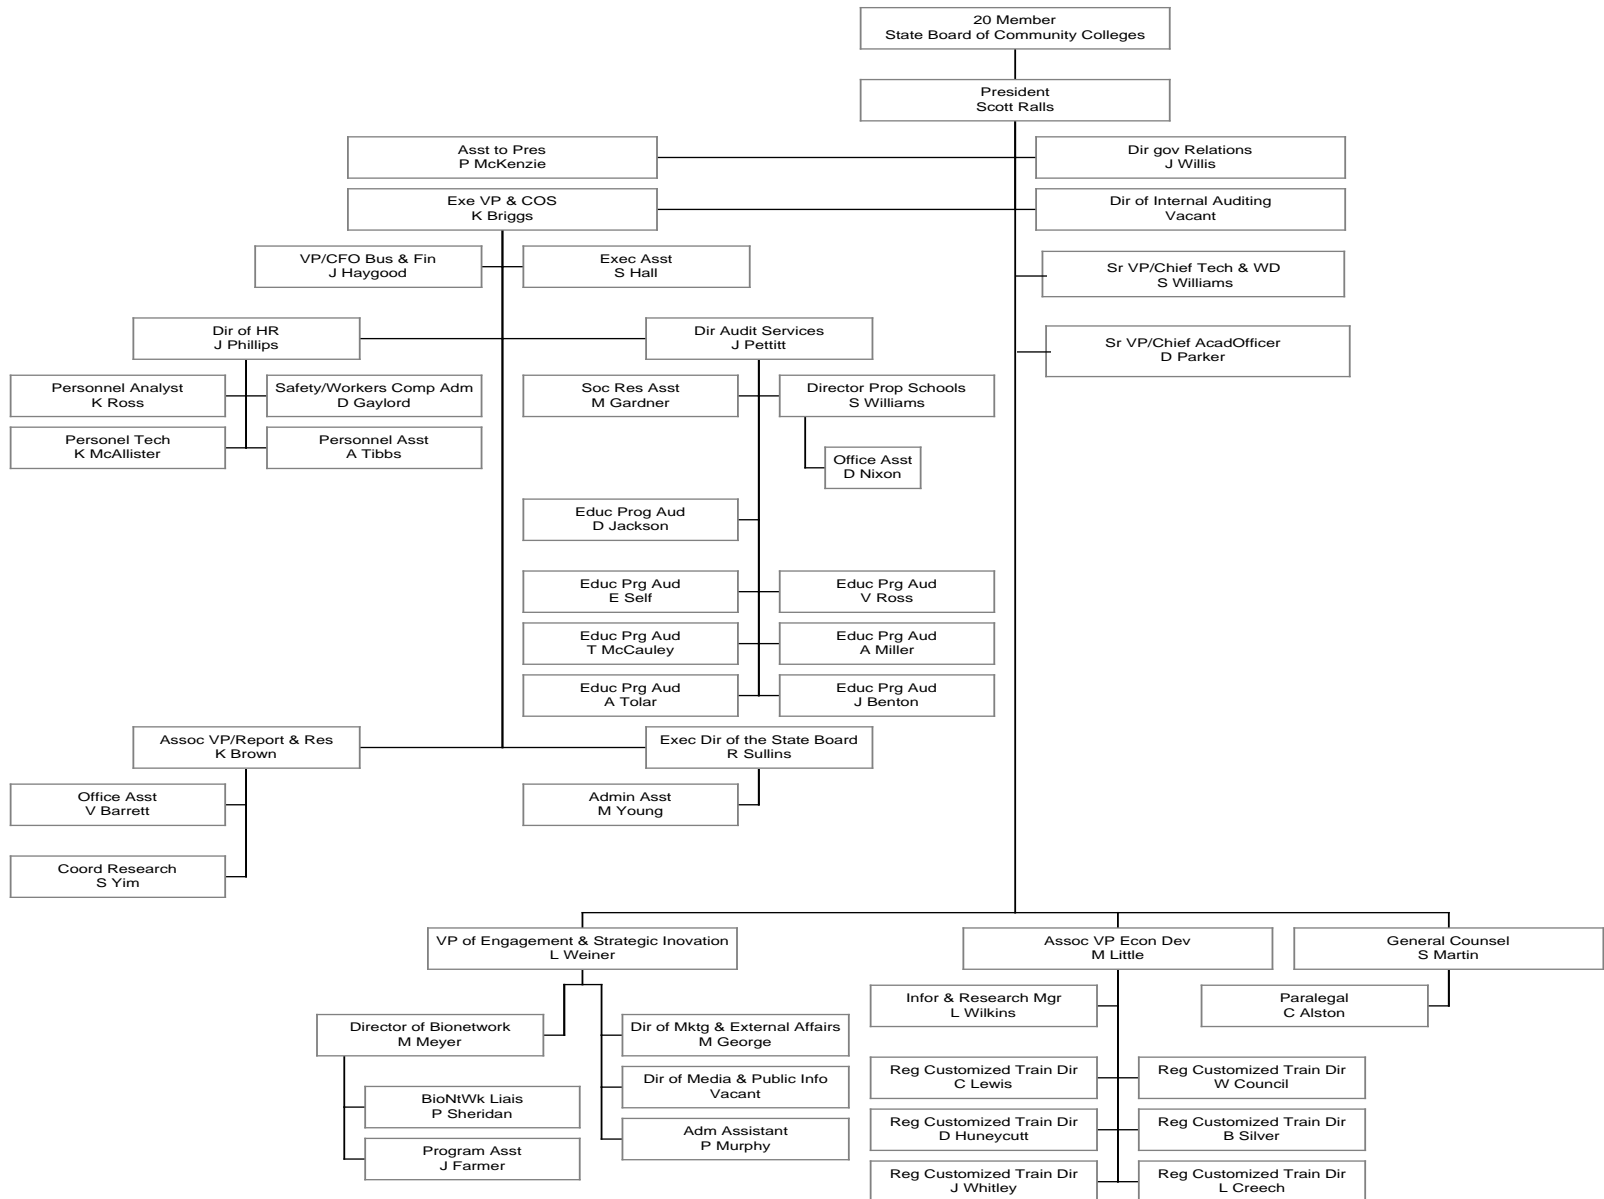 20 Member
State Board of Community Colleges
President
Scott Ralls
Asst to Pres
P McKenzie
Dir gov Relations
J Willis
Exe VP & COS
K Briggs
Dir of Internal Auditing
Vacant
VP/CFO Bus & Fin
J Haygood
Exec Asst
S Hall
Sr VP/Chief Tech & WD
S Williams
Dir of HR
J Phillips
Dir Audit Services
J Pettitt
Sr VP/Chief AcadOfficer
D Parker
Personnel Analyst
K Ross
Safety/Workers Comp Adm
D Gaylord
Soc Res Asst
M Gardner
Director Prop Schools
S Williams
Personel Tech
K McAllister
Personnel Asst
A Tibbs
Office Asst
D Nixon
Educ Prog Aud
D Jackson
Educ Prg Aud
E Self
Educ Prg Aud
V Ross
Educ Prg Aud
T McCauley
Educ Prg Aud
A Miller
Educ Prg Aud
A Tolar
Educ Prg Aud
J Benton
Assoc VP/Report & Res
K Brown
Exec Dir of the State Board
R Sullins
Office Asst
V Barrett
Admin Asst
M Young
Coord Research
S Yim
VP of Engagement & Strategic Inovation
L Weiner
Assoc VP Econ Dev
M Little
General Counsel
S Martin
Infor & Research Mgr
L Wilkins
Paralegal
C Alston
Director of Bionetwork
M Meyer
Dir of Mktg & External Affairs
M George
Reg Customized Train Dir
C Lewis
Reg Customized Train Dir
W Council
Dir of Media & Public Info
Vacant
BioNtWk Liais
P Sheridan
Reg Customized Train Dir
D Huneycutt
Reg Customized Train Dir
B Silver
Adm Assistant
P Murphy
Program Asst
J Farmer
Reg Customized Train Dir
J Whitley
Reg Customized Train Dir
L Creech